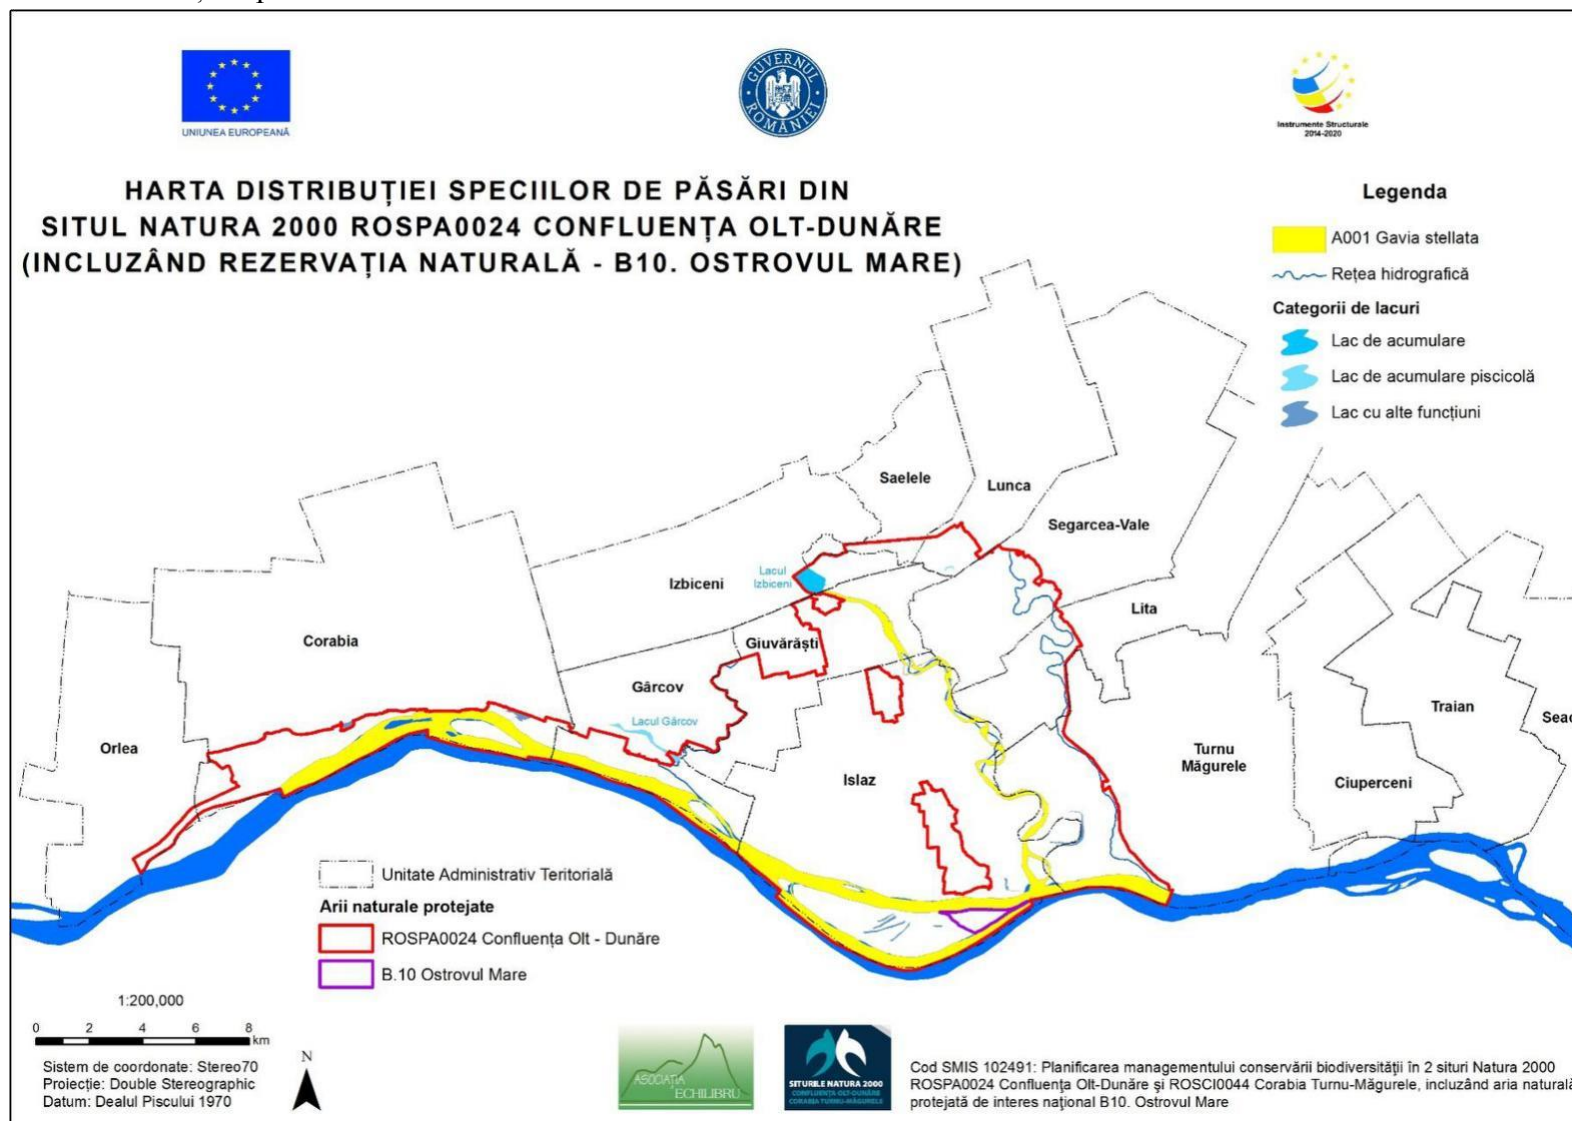 UNIUNEA EUROPEANĂ
GUVERNUL ROMÂNIEI
Instrumente Structurale
2014-2020
HARTA DISTRIBUȚIEI SPECIILOR DE PĂSĂRI DIN
SITUL NATURA 2000 ROSPA0024 CONFLUENȚA OLT-DUNĂRE
(INCLUZÂND REZERVAȚIA NATURALĂ - B10. OSTROVUL MARE)
Legenda
A001 Gavia stellata
Rețea hidrografică
Categorii de lacuri
Lac de acumulare
Lac de acumulare piscicolă
Lac cu alte funcțiuni
Saelele
Lunca
Segarcea-Vale
Izbiceni
Lacul
Izbiceni
Lita
Corabia
Giuvărăști
Gârcov
Lacul Gârcov
Orlea
Islaz
Turnu
Măgurele
Traian
Seac
Ciuperceni
Unitate Administrativ Teritorială
Arii naturale protejate
ROSPA0024 Confluența Olt - Dunăre
B.10 Ostrovul Mare
1:200,000
0 2 4 6 8
km
N
Sistem de coordonate: Stereo70
Proiecție: Double Stereographic
Datum: Dealul Piscului 1970
ASOCIAȚIA
ECHILIBRU
SITURILE NATURA 2000
CONFLUENȚA OLT-DUNĂRE
CORABIA TURNU-MĂGURELE
Cod SMIS 102491: Planificarea managementului conservării biodiversității în 2 situri Natura 2000
ROSPA0024 Confluența Olt-Dunăre și ROSCI0044 Corabia Turnu-Măgurele, incluzând aria naturală
protejată de interes național B10. Ostrovul Mare